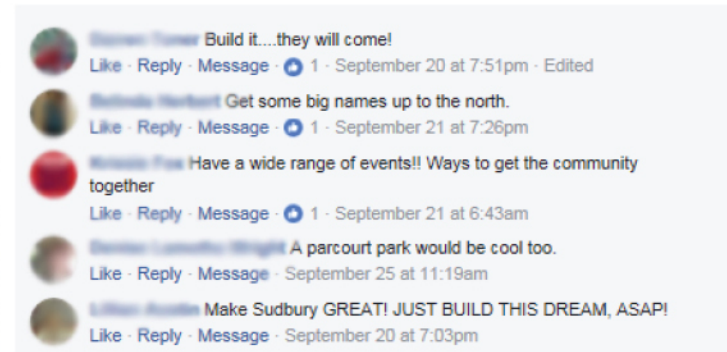 Build it....they will come!
Like · Reply · Message · 1 · September 20 at 7:51pm · Edited
Get some big names up to the north.
Like · Reply · Message · 1 · September 21 at 7:26pm
Have a wide range of events!! Ways to get the community
together
Like · Reply · Message · 1 · September 21 at 6:43am
A parcourt park would be cool too.
Like · Reply · Message · September 25 at 11:19am
Make Sudbury GREAT! JUST BUILD THIS DREAM, ASAP!
Like · Reply · Message · September 20 at 7:03pm